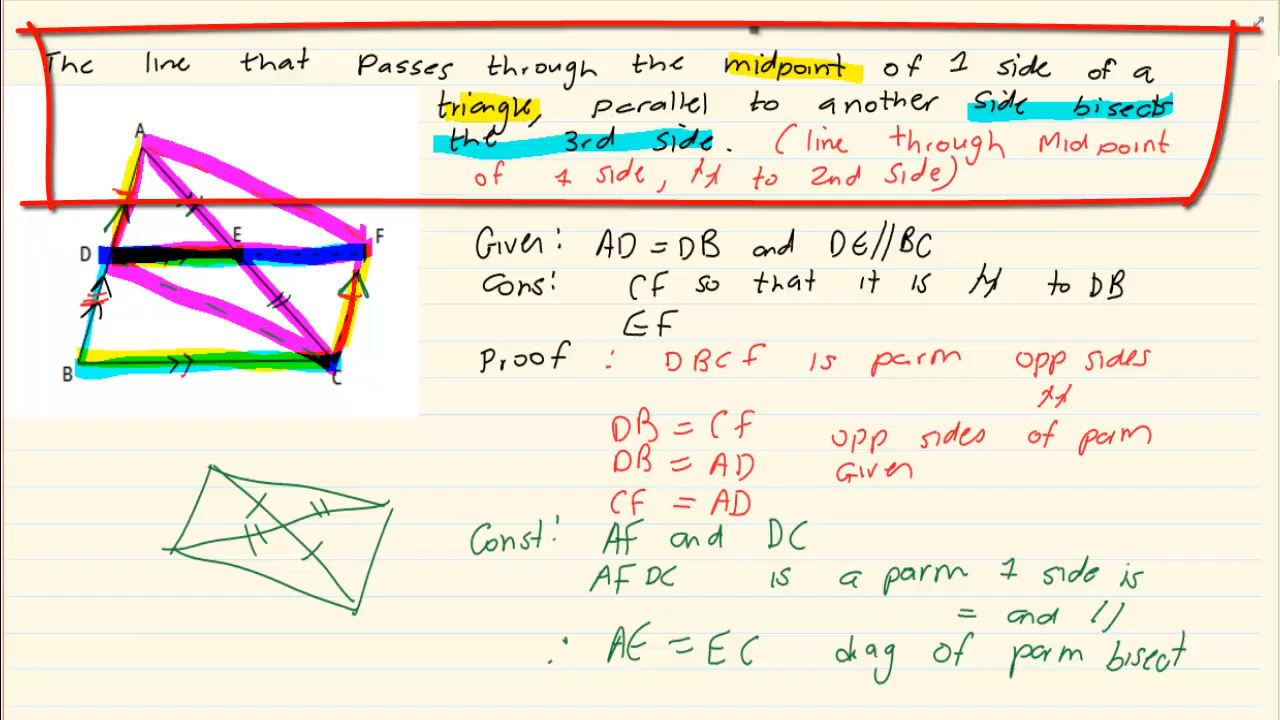 The line that passes through the midpoint of 1 side of a
triangle, parallel to another side bisects
the 3rd side. (line through Midpoint
of 1 side, // to 2nd side)
A
D
E
F
B
C
Given: AD = DB and DE//BC
Cons: CF so that it is // to DB
EF
Proof : DBCF is parm opp sides
//
DB = CF opp sides of parm
DB = AD Given
CF = AD
Const: AF and DC
AFDC is a parm 1 side is
= and //
∴ AE = EC diag of parm bisect